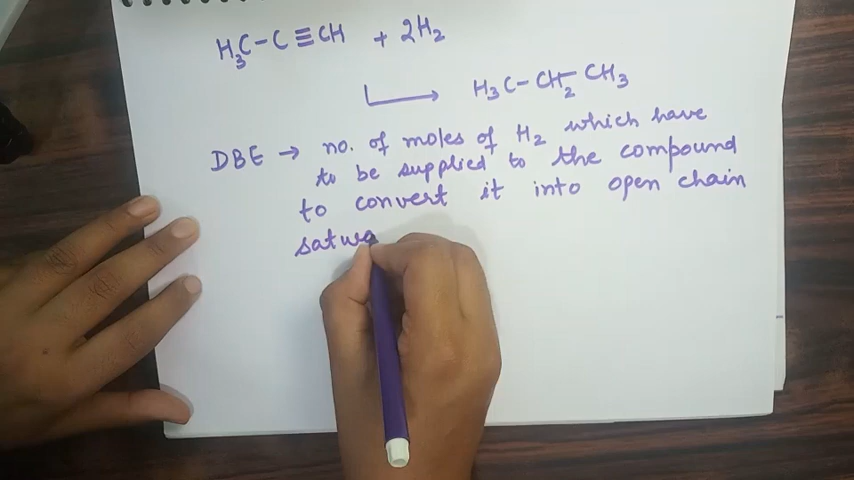 H₃C-C≡CH + 2H₂
H₃C-CH₂-CH₃
DBE → no. of moles of H₂ which have
to be supplied to the compound
to convert it into open chain
satura